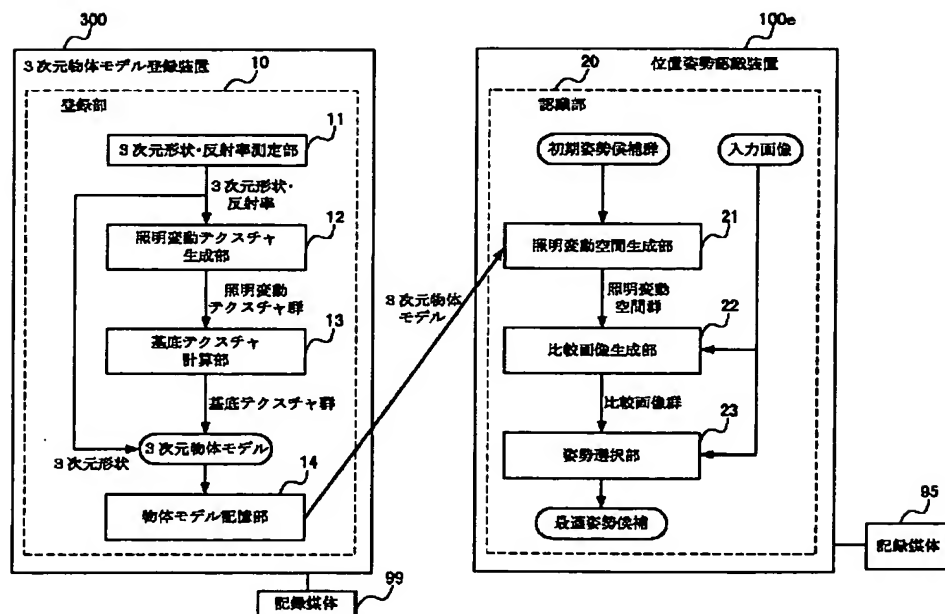 300
3次元物体モデル登録装置
10
登録部
11
3次元形状・反射率測定部
3次元形状・
反射率
12
照明変動テクスチャ
生成部
照明変動
テクスチャ群
13
基底テクスチャ
計算部
基底テクスチャ群
3次元物体モデル
3次元形状
14
物体モデル記憶部
99
記録媒体
3次元物体
モデル
100e
位置姿勢認識装置
20
認識部
初期姿勢候補群
入力画像
21
照明変動空間生成部
照明変動
空間群
22
比較画像生成部
比較画像群
23
姿勢選択部
最適姿勢候補
95
記録媒体